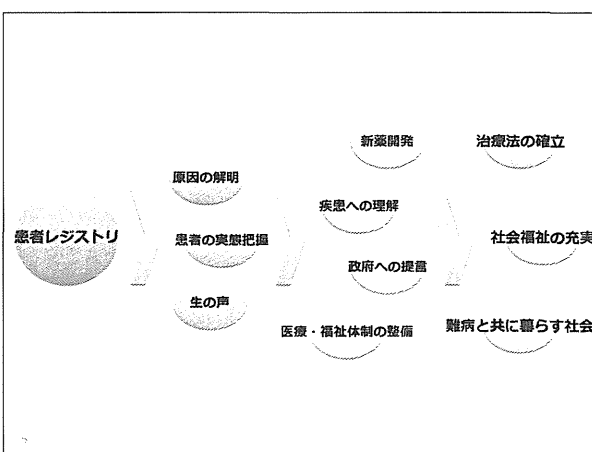 患者レジストリ
原因の解明
患者の実態把握
生の声
新薬開発
疾患への理解
政府への提言
医療・福祉体制の整備
治療法の確立
社会福祉の充実
難病と共に暮らす社会